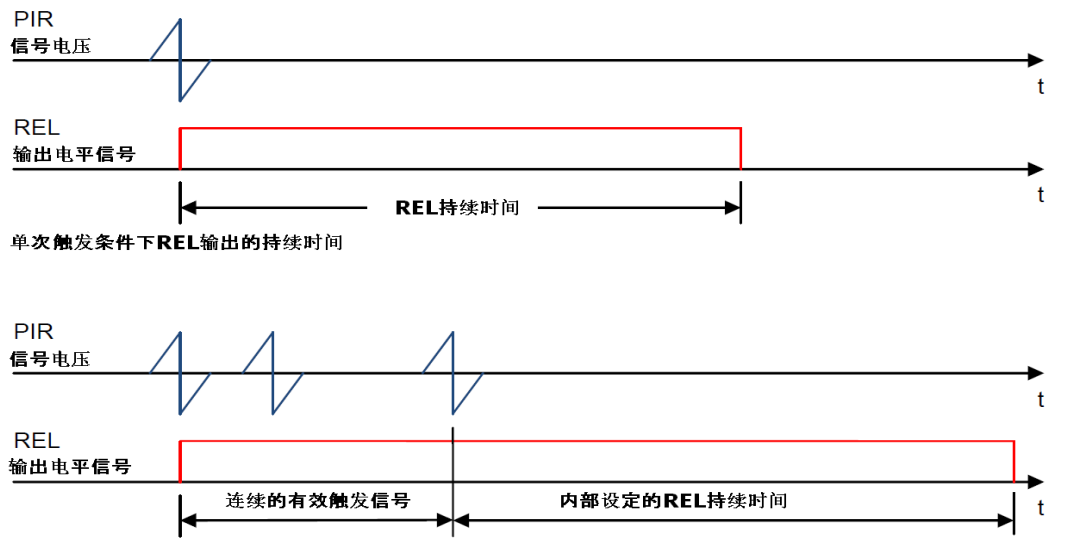 PIR
信号电压
t
REL
输出电平信号
t
REL持续时间
单次触发条件下REL输出的持续时间
PIR
信号电压
t
REL
输出电平信号
连续的有效触发信号
内部设定的REL持续时间
t